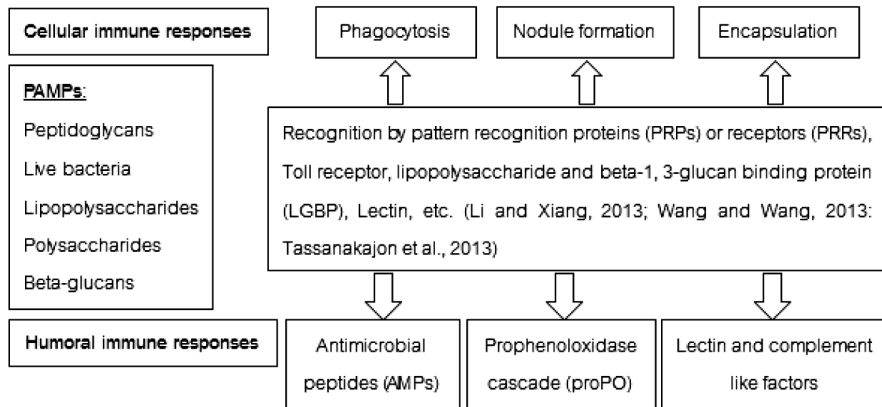 Cellular immune responses
Phagocytosis
Nodule formation
Encapsulation
PAMPs:
Peptidoglycans
Live bacteria
Lipopolysaccharides
Polysaccharides
Beta-glucans
Recognition by pattern recognition proteins (PRPs) or receptors (PRRs),
Toll receptor, lipopolysaccharide and beta-1, 3-glucan binding protein
(LGBP), Lectin, etc. (Li and Xiang, 2013; Wang and Wang, 2013:
Tassanakajon et al., 2013)
Humoral immune responses
Antimicrobial
peptides (AMPs)
Prophenoloxidase
cascade (proPO)
Lectin and complement
like factors